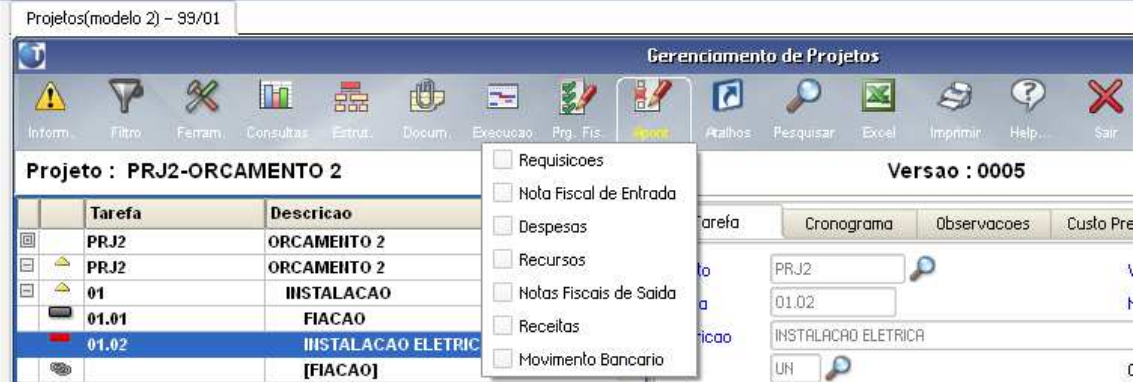 Projetos(modelo 2) - 99/01
Gerenciamento de Projetos
Inform. Filtro Ferram. Consultas Estrut. Docum. Execucao Prg. Fis. Apont. Atalhos Pesquisar Excel Imprimir Help... Sair
Projeto : PRJ2-ORCAMENTO 2 Versao : 0005
Requisicoes
Nota Fiscal de Entrada
Despesas
Recursos
Notas Fiscais de Saida
Receitas
Movimento Bancario
Tarefa Descricao
PRJ2 ORCAMENTO 2
PRJ2 ORCAMENTO 2
01 INSTALACAO
01.01 FIACAO
01.02 INSTALACAO ELETRIC
[FIACAO]
arefa Cronograma Observacoes Custo Pre
to PRJ2
a 01.02
ricao INSTALACAO ELETRICA
UN